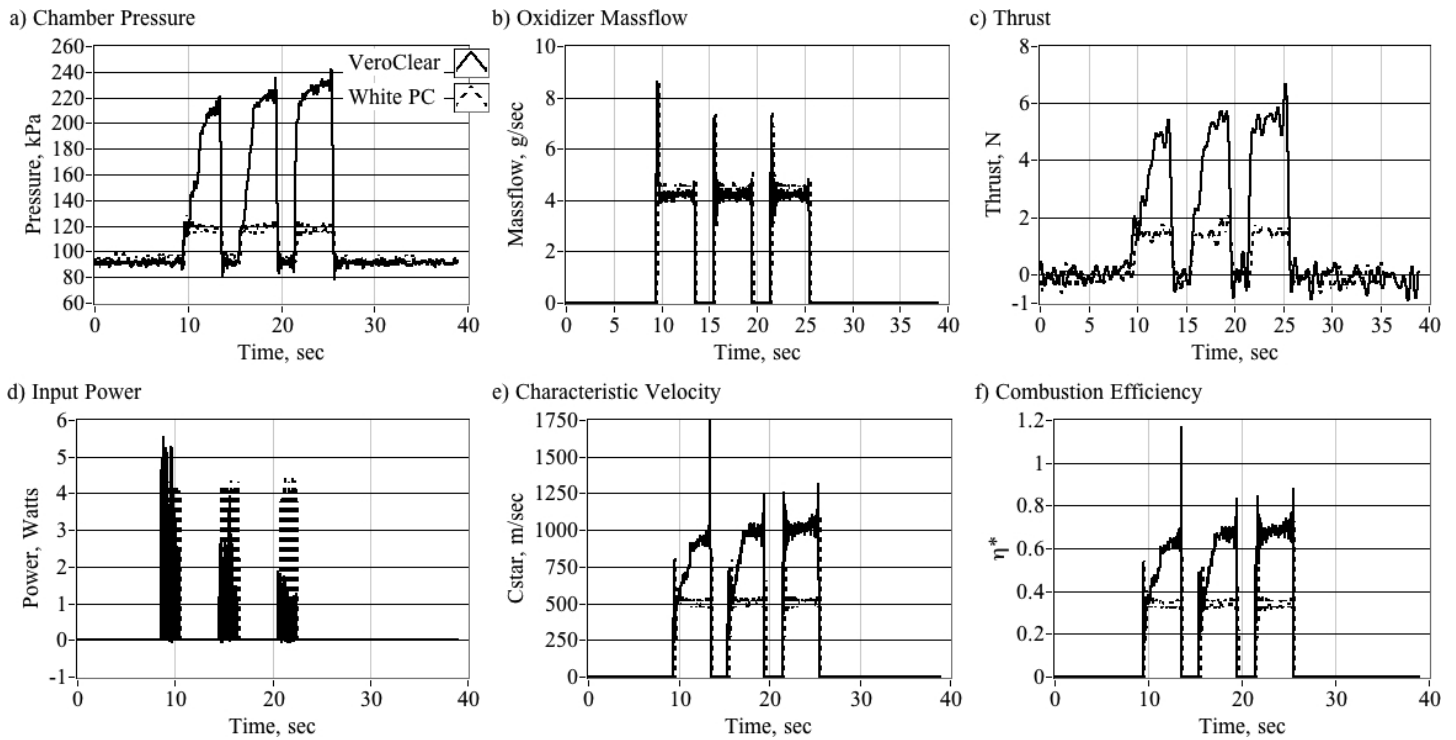 a) Chamber Pressure
260
240
220
200
180
160
140
120
100
80
60
Pressure, kPa
VeroClear
White PC
0 10 20 30 40
Time, sec
b) Oxidizer Massflow
10
8
6
4
2
0
Massflow, g/sec
0 5 10 15 20 25 30 35 40
Time, sec
c) Thrust
8
6
4
2
0
-1
Thrust, N
0 5 10 15 20 25 30 35 40
Time, sec
d) Input Power
6
5
4
3
2
1
0
-1
Power, Watts
0 10 20 30 40
Time, sec
e) Characteristic Velocity
1750
1500
1250
1000
750
500
250
0
Cstar, m/sec
0 10 20 30 40
Time, sec
f) Combustion Efficiency
1.2
1
0.8
0.6
0.4
0.2
0
η*
0 10 20 30 40
Time, sec